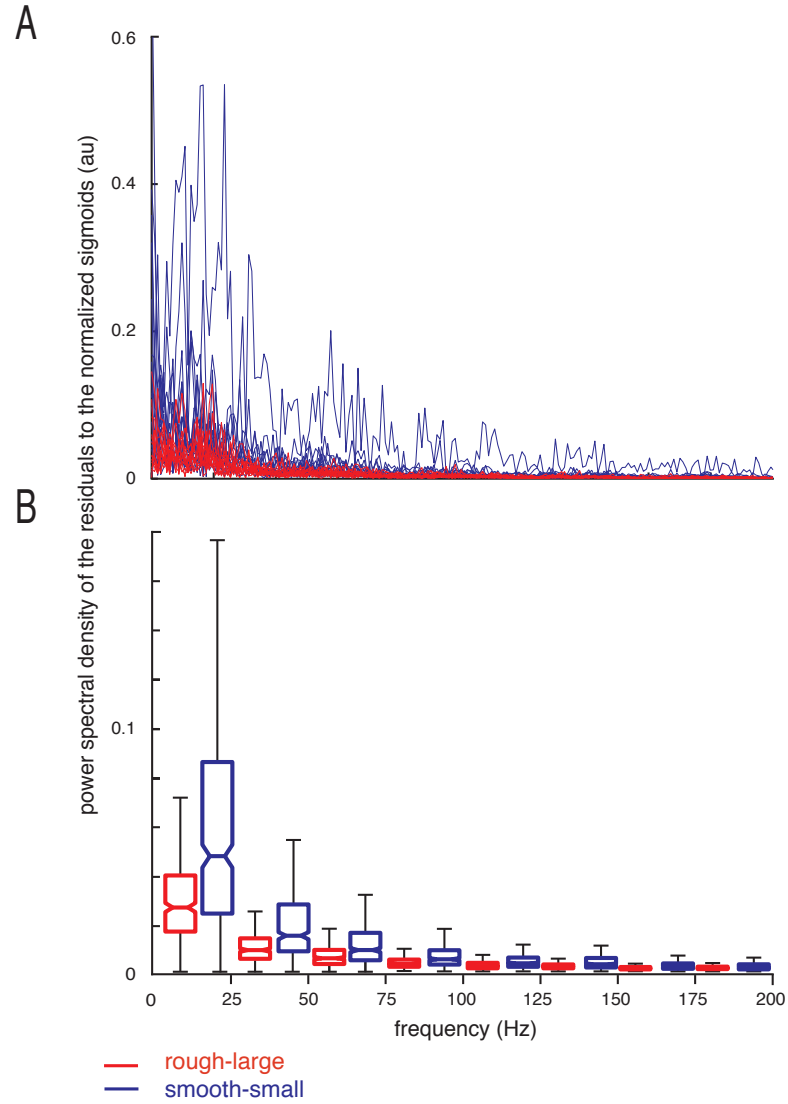 A
0.6
0.4
0.2
0
power spectral density of the residuals to the normalized sigmoids (au)
B
0.1
0
0 25 50 75 100 125 150 175 200
frequency (Hz)
rough-large
smooth-small